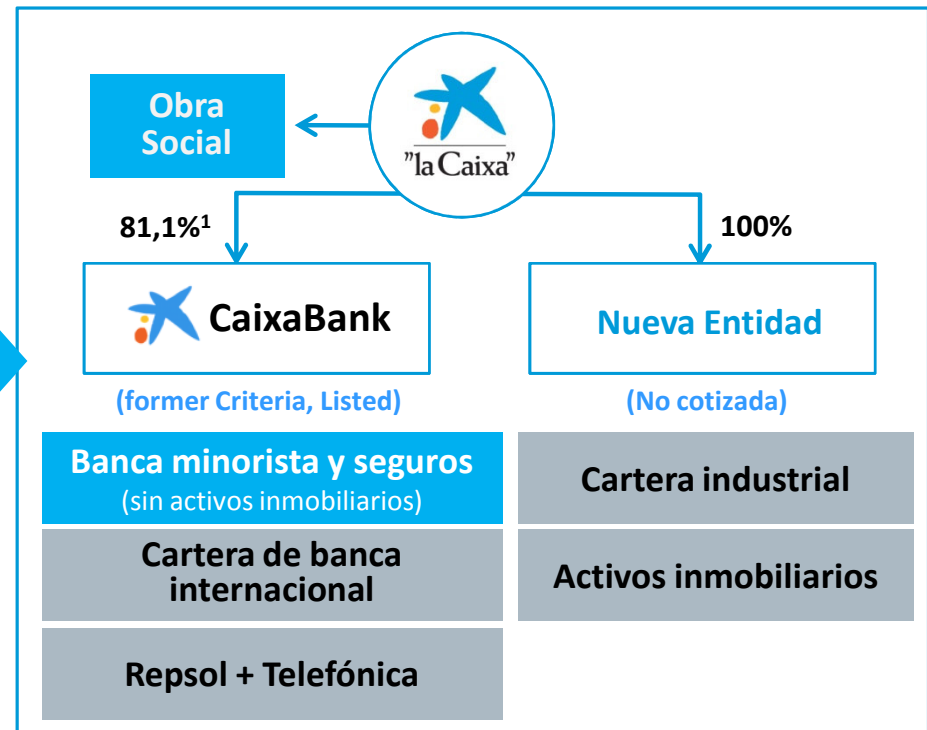 Obra
Social
"la Caixa"
81,1%¹
100%
CaixaBank
Nueva Entidad
(former Criteria, Listed)
(No cotizada)
Banca minorista y seguros
(sin activos inmobiliarios)
Cartera industrial
Cartera de banca
internacional
Activos inmobiliarios
Repsol + Telefónica